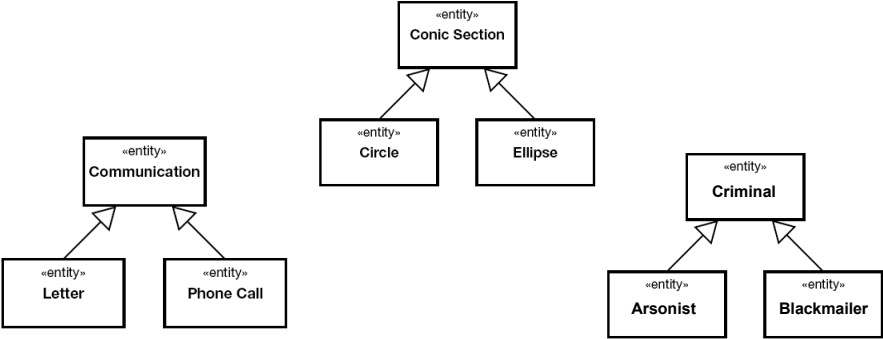 «entity»
Conic Section
«entity»
Circle
«entity»
Ellipse
«entity»
Communication
«entity»
Letter
«entity»
Phone Call
«entity»
Criminal
«entity»
Arsonist
«entity»
Blackmailer